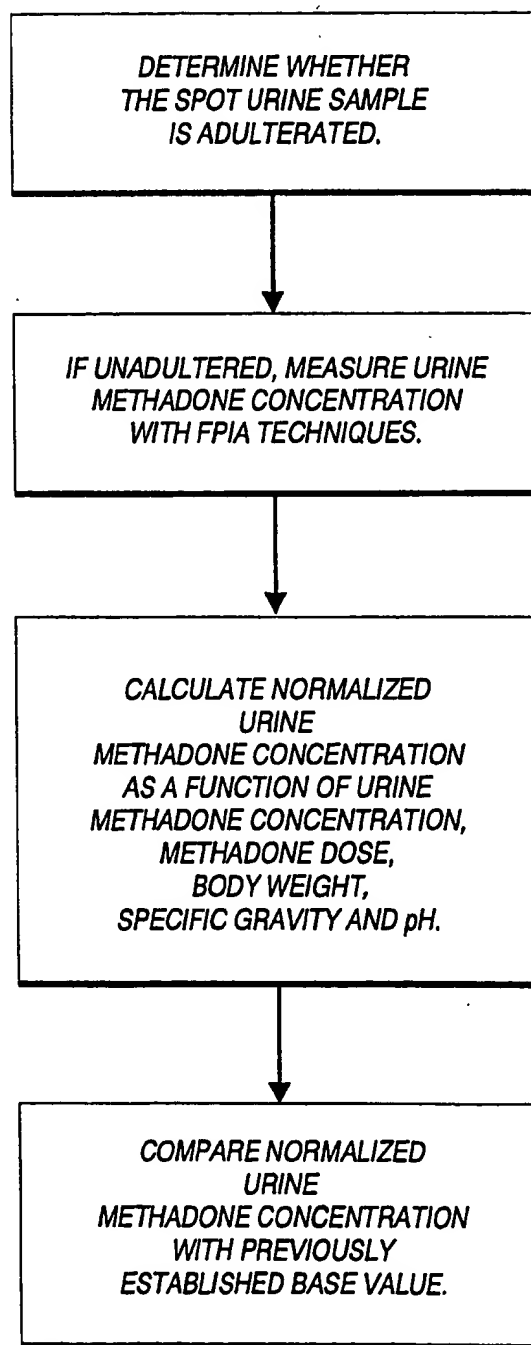 DETERMINE WHETHER
THE SPOT URINE SAMPLE
IS ADULTERATED.
IF UNADULTERED, MEASURE URINE
METHADONE CONCENTRATION
WITH FPIA TECHNIQUES.
CALCULATE NORMALIZED
URINE
METHADONE CONCENTRATION
AS A FUNCTION OF URINE
METHADONE CONCENTRATION,
METHADONE DOSE,
BODY WEIGHT,
SPECIFIC GRAVITY AND pH.
COMPARE NORMALIZED
URINE
METHADONE CONCENTRATION
WITH PREVIOUSLY
ESTABLISHED BASE VALUE.